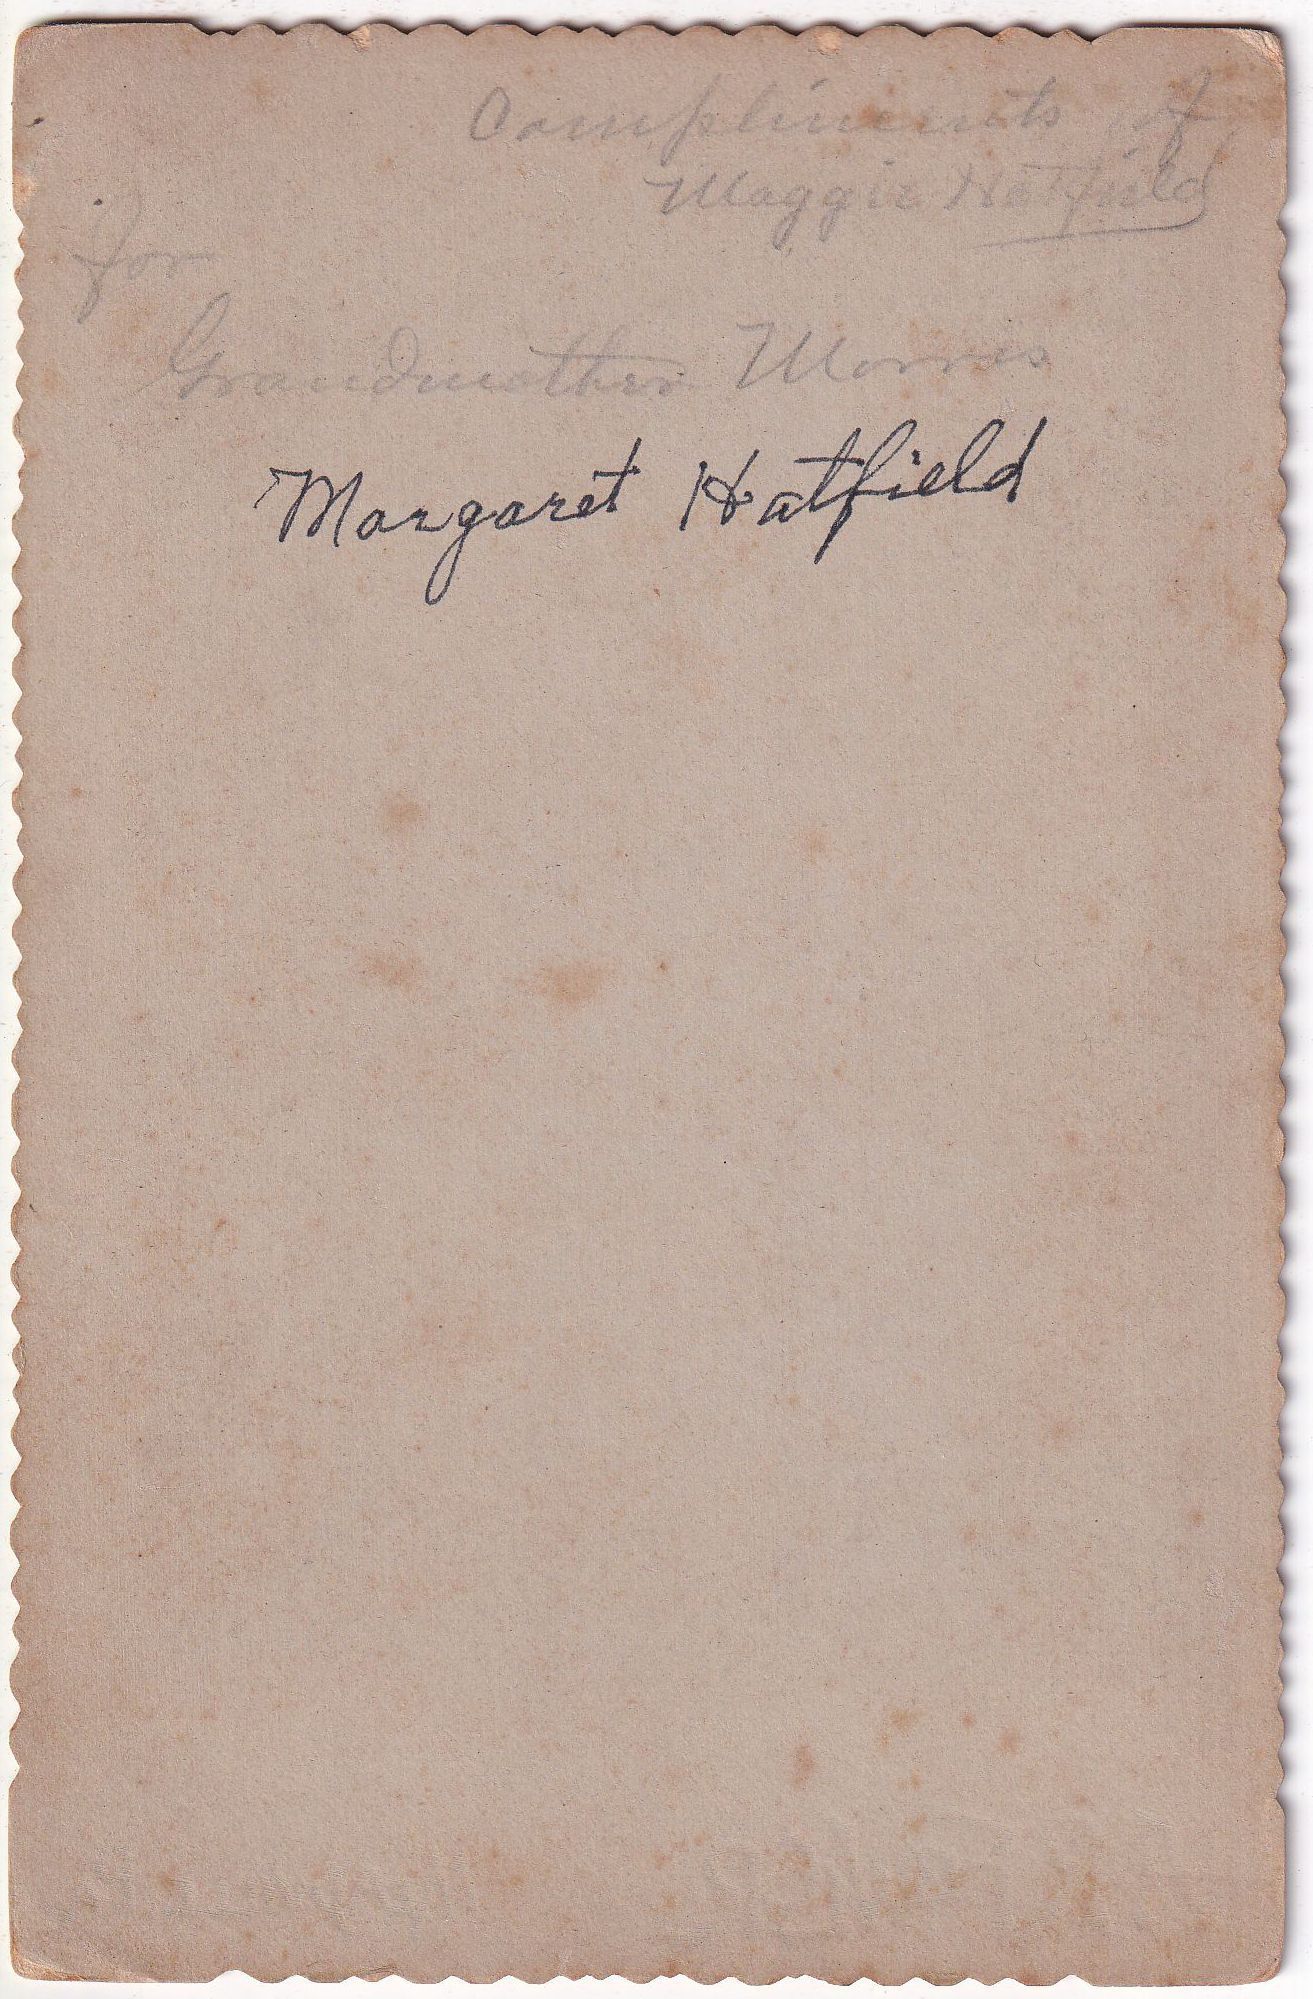 Compliments of
Maggie Hatfield
for
Grandmother Morris
Margaret Hatfield